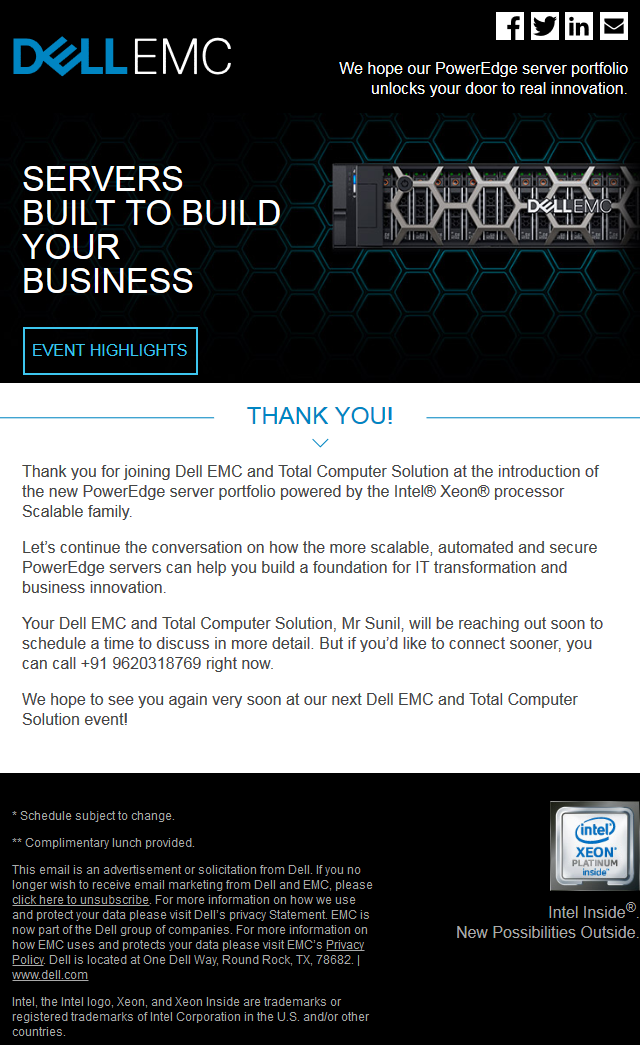 DELL EMC
We hope our PowerEdge server portfolio
unlocks your door to real innovation.
SERVERS
BUILT TO BUILD
YOUR
BUSINESS
DELL EMC
EVENT HIGHLIGHTS
THANK YOU!
Thank you for joining Dell EMC and Total Computer Solution at the introduction of
the new PowerEdge server portfolio powered by the Intel® Xeon® processor
Scalable family.
Let’s continue the conversation on how the more scalable, automated and secure
PowerEdge servers can help you build a foundation for IT transformation and
business innovation.
Your Dell EMC and Total Computer Solution, Mr Sunil, will be reaching out soon to
schedule a time to discuss in more detail. But if you’d like to connect sooner, you
can call +91 9620318769 right now.
We hope to see you again very soon at our next Dell EMC and Total Computer
Solution event!
* Schedule subject to change.
** Complimentary lunch provided.
This email is an advertisement or solicitation from Dell. If you no
longer wish to receive email marketing from Dell and EMC, please
click here to unsubscribe. For more information on how we use
and protect your data please visit Dell’s privacy Statement. EMC is
now part of the Dell group of companies. For more information on
how EMC uses and protects your data please visit EMC’s Privacy
Policy. Dell is located at One Dell Way, Round Rock, TX, 78682. |
www.dell.com
Intel, the Intel logo, Xeon, and Xeon Inside are trademarks or
registered trademarks of Intel Corporation in the U.S. and/or other
countries.
intel
XEON
PLATINUM
inside™
Intel Inside®.
New Possibilities Outside.